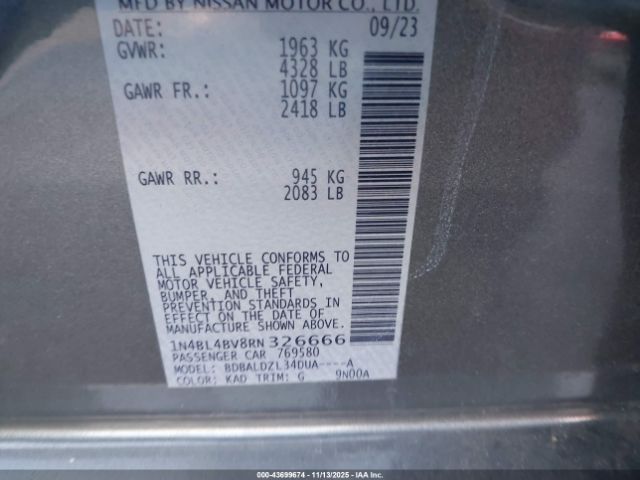 MFD BY NISSAN MOTOR CO., LTD.
DATE: 09/23
GVWR: 1963 KG
4328 LB
GAWR FR.: 1097 KG
2418 LB
GAWR RR.: 945 KG
2083 LB
THIS VEHICLE CONFORMS TO
ALL APPLICABLE FEDERAL
MOTOR VEHICLE SAFETY,
BUMPER, AND THEFT
PREVENTION STANDARDS IN
EFFECT ON THE DATE OF
MANUFACTURE SHOWN ABOVE.
1N4BL4BV8RN326666
PASSENGER CAR 769580
MODEL: BDBALDZL34DUA----A
COLOR: KAD TRIM: G 9N00A
000-43699674 | 11/13/2025 | IAA Inc.